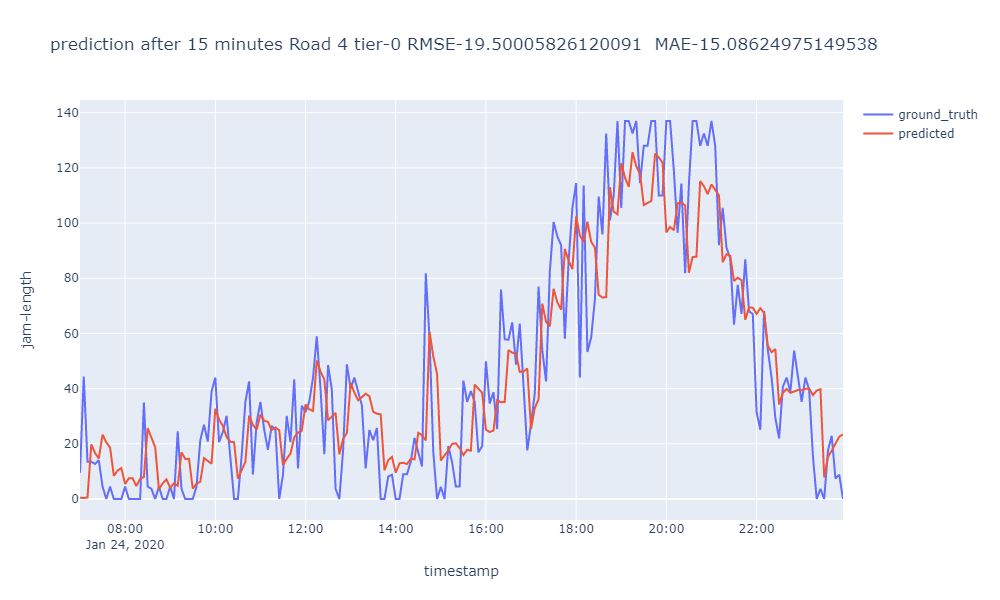 prediction after 15 minutes Road 4 tier-0 RMSE-19.50005826120091  MAE-15.08624975149538
ground_truth
predicted
jam-length
140
120
100
80
60
40
20
0
08:00 10:00 12:00 14:00 16:00 18:00 20:00 22:00
Jan 24, 2020
timestamp